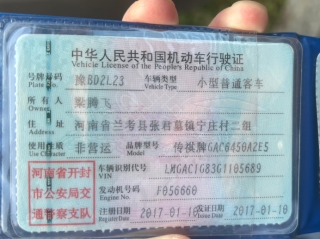 中华人民共和国机动车行驶证
Vehicle License of the People's Republic of China
号牌号码 豫BD2L23 车辆类型 小型普通客车
Plate No. Vehicle Type
所有人 梁腾飞
Owner
住址 河南省兰考县张君墓镇宁庄村二组
Address
使用性质 非营运 品牌型号 传祺牌GAC6450A2E5
Use Character Model
河南省开封 车辆识别代号 LMGAC1G83G1105689
VIN
市公安局交 发动机号码 F056660
Engine No.
通警察支队 注册日期 2017-01-10 发证日期 2017-01-10
Register Date Issue Date